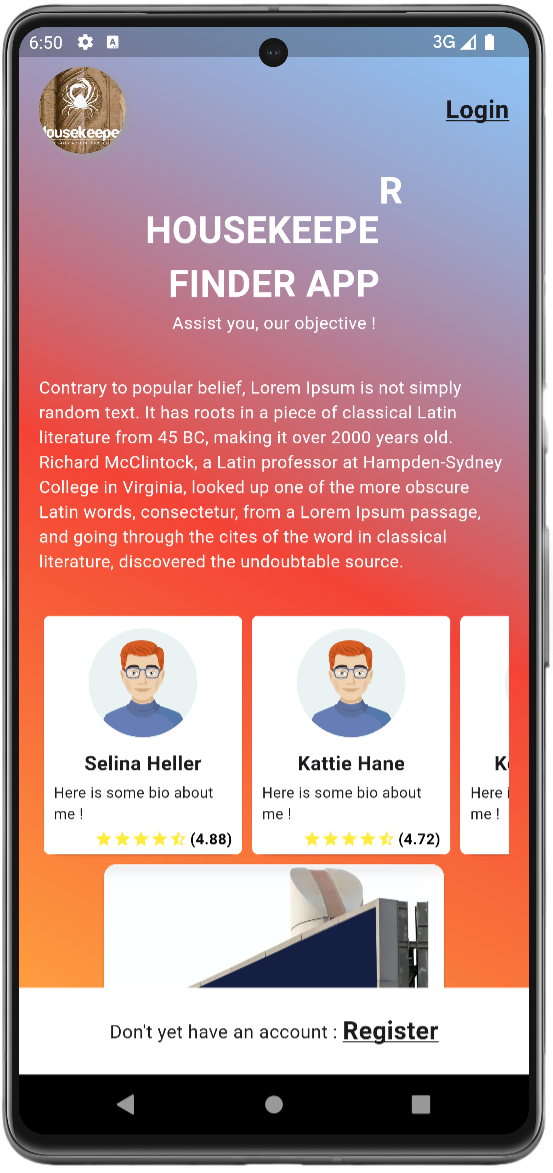 6:50 A 3G
Housekeepe
Login
R
HOUSEKEEPE
FINDER APP
Assist you, our objective !
Contrary to popular belief, Lorem Ipsum is not simply
random text. It has roots in a piece of classical Latin
literature from 45 BC, making it over 2000 years old.
Richard McClintock, a Latin professor at Hampden-Sydney
College in Virginia, looked up one of the more obscure
Latin words, consectetur, from a Lorem Ipsum passage,
and going through the cites of the word in classical
literature, discovered the undoubtable source.
Selina Heller
Here is some bio about
me !
(4.88)
Kattie Hane
Here is some bio about
me !
(4.72)
Here
me !
Don't yet have an account : Register